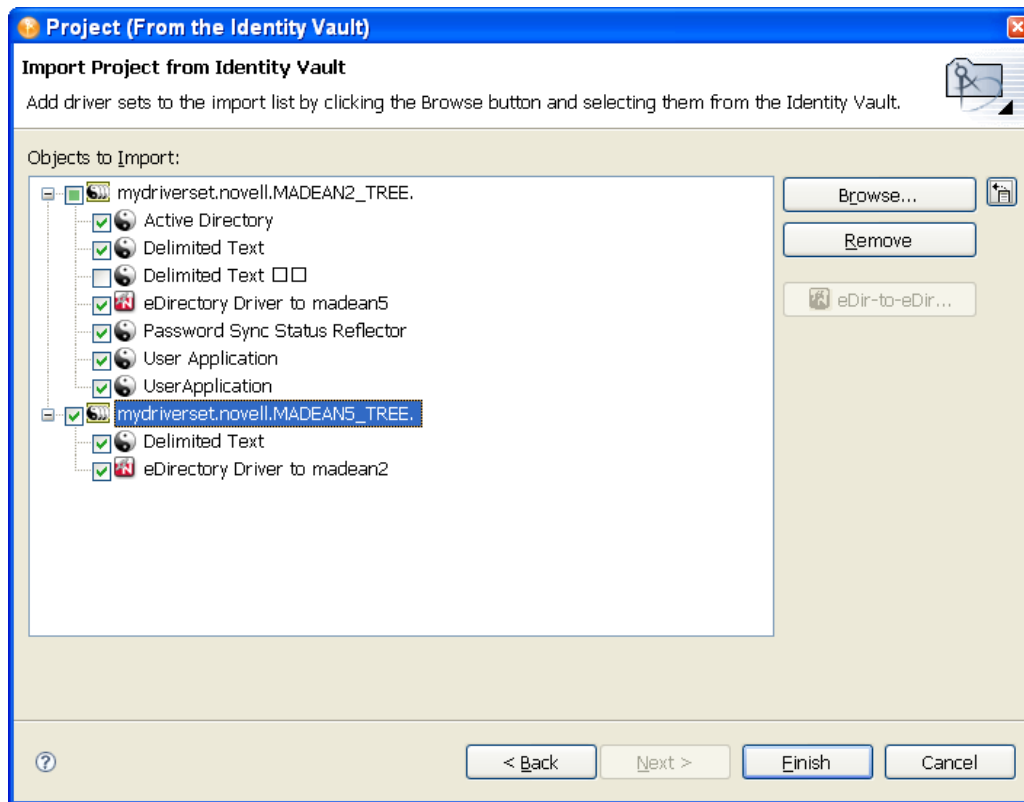 Project (From the Identity Vault)
Import Project from Identity Vault
Add driver sets to the import list by clicking the Browse button and selecting them from the Identity Vault.
Objects to Import:
mydriverset.novell.MADEAN2_TREE.
Active Directory
Delimited Text
Delimited Text □□
eDirectory Driver to madean5
Password Sync Status Reflector
User Application
UserApplication
mydriverset.novell.MADEAN5_TREE.
Delimited Text
eDirectory Driver to madean2
Browse...
Remove
eDir-to-eDir...
< Back
Next >
Finish
Cancel